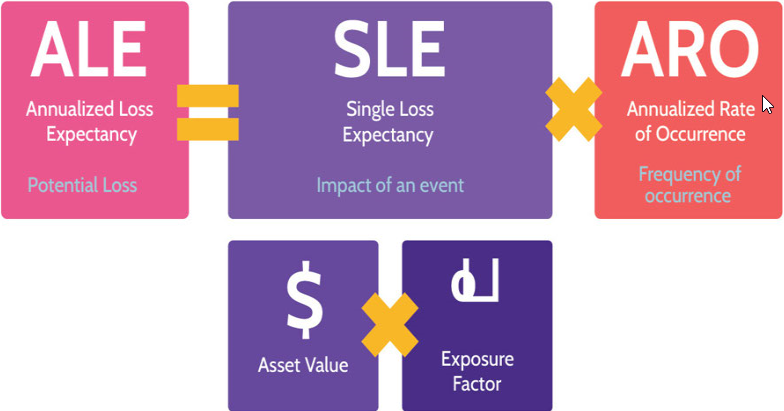 ALE
Annualized Loss
Expectancy
Potential Loss
SLE
Single Loss
Expectancy
Impact of an event
ARO
Annualized Rate
of Occurrence
Frequency of
occurrence
$
Asset Value
Exposure
Factor